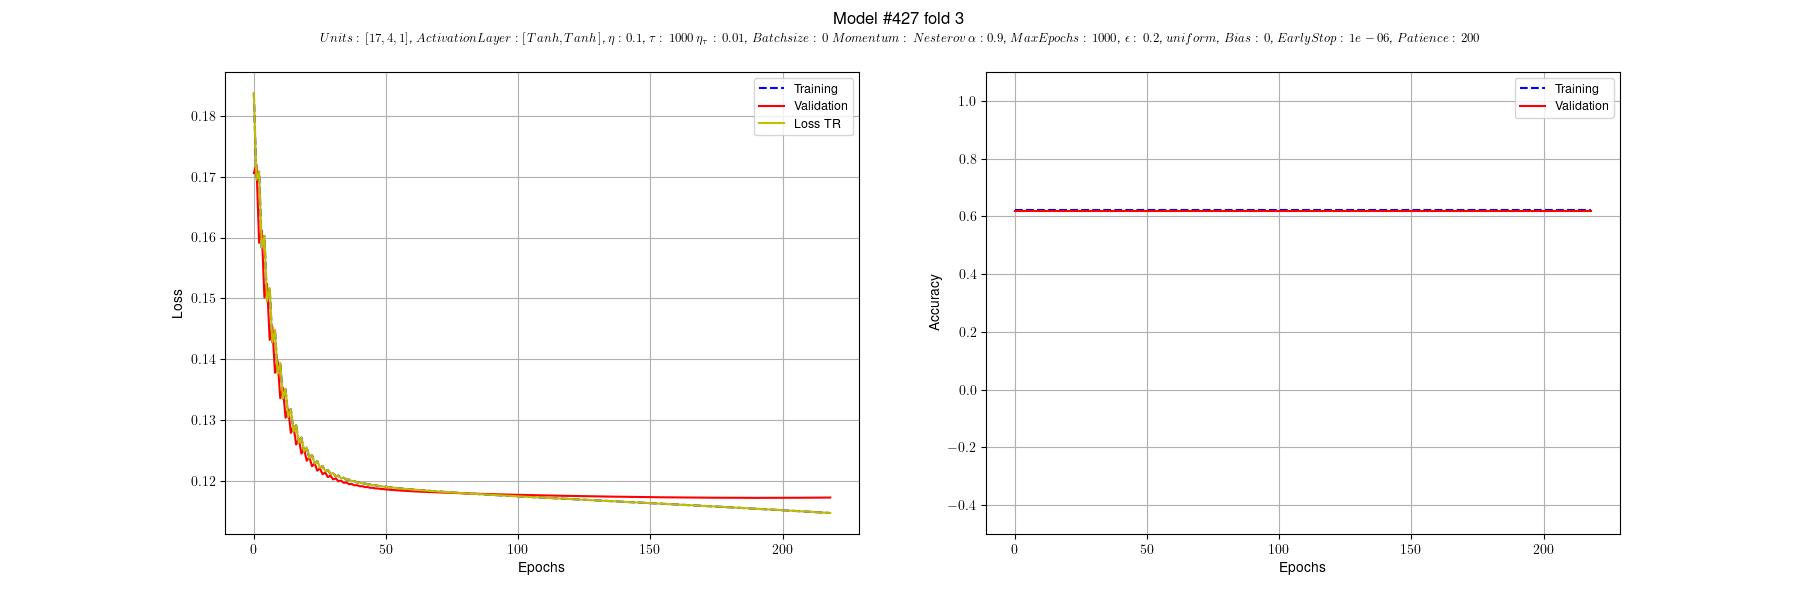 Model #427 fold 3
Units : [17, 4, 1], ActivationLayer : [Tanh, Tanh], η : 0.1, τ : 1000 η_τ : 0.01, Batchsize : 0 Momentum : Nesterov α : 0.9, MaxEpochs : 1000, ϵ : 0.2, uniform, Bias : 0, EarlyStop : 1e − 06, Patience : 200
Training
Validation
Loss TR
0.18
0.17
0.16
0.15
0.14
0.13
0.12
Loss
0 50 100 150 200
Epochs
Training
Validation
1.0
0.8
0.6
0.4
0.2
0.0
−0.2
−0.4
Accuracy
0 50 100 150 200
Epochs